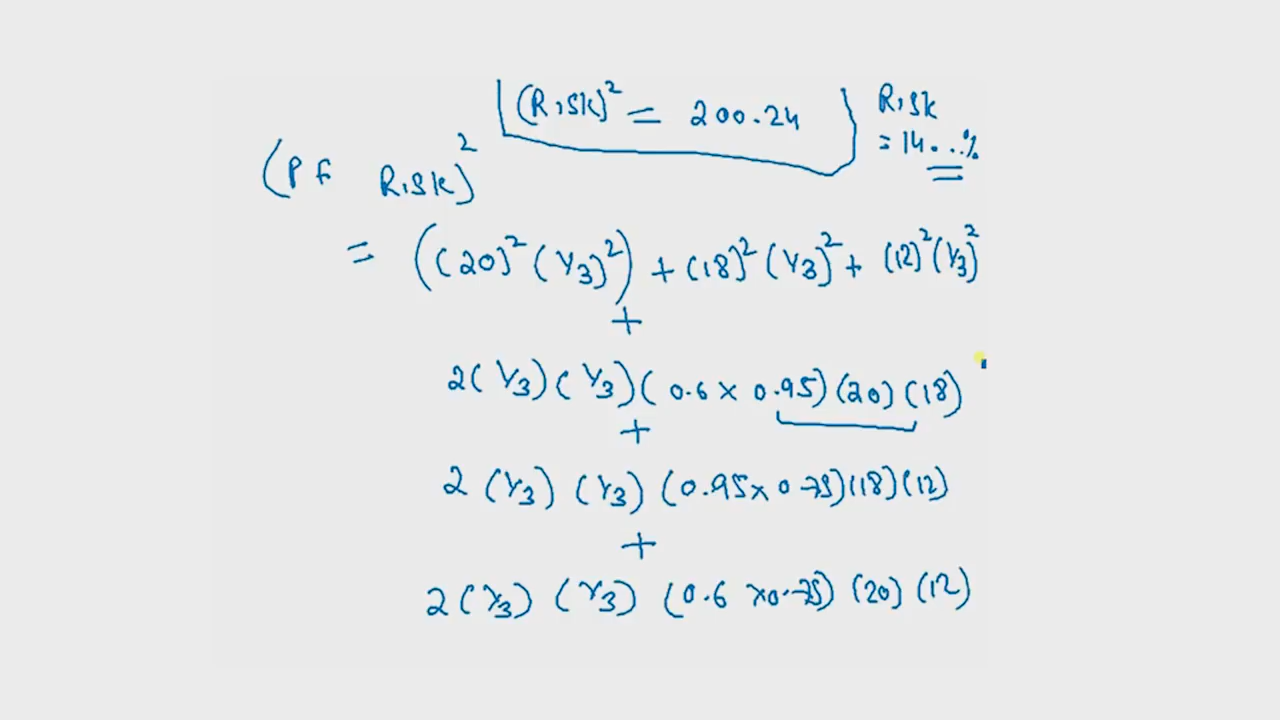 (Risk)² = 200.24
Risk
= 14...%
(PF Risk)²
= ((20)² (1/3)²) + (18)² (1/3)² + (12)² (1/3)²
+
2(1/3)(1/3)(0.6 × 0.95)(20)(18)
+
2 (1/3) (1/3) (0.95 × 0.75)(18)(12)
+
2(1/3) (1/3) (0.6 × 0.75) (20) (12)